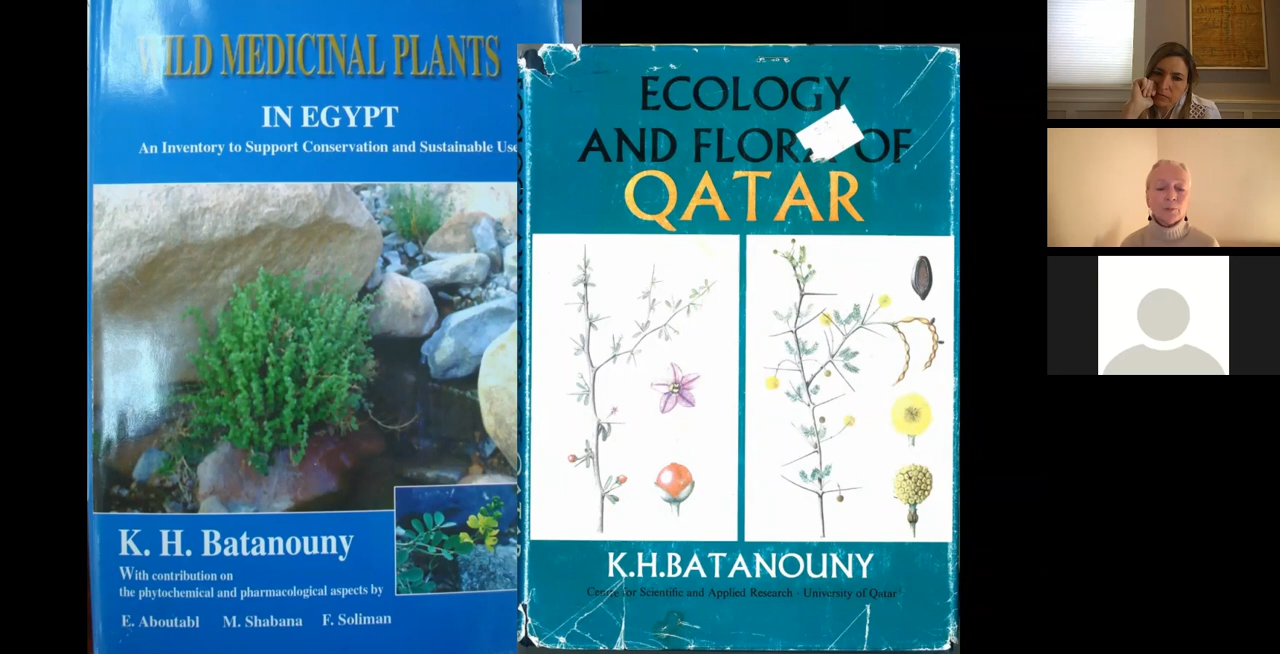 WILD MEDICINAL PLANTS
IN EGYPT
An Inventory to Support Conservation and Sustainable Use
K. H. Batanouny
With contribution on
the phytochemical and pharmacological aspects by
E. Aboutabl M. Shabana F. Soliman
ECOLOGY
AND FLORA OF
QATAR
K.H.BATANOUNY
Centre for Scientific and Applied Research · University of Qatar